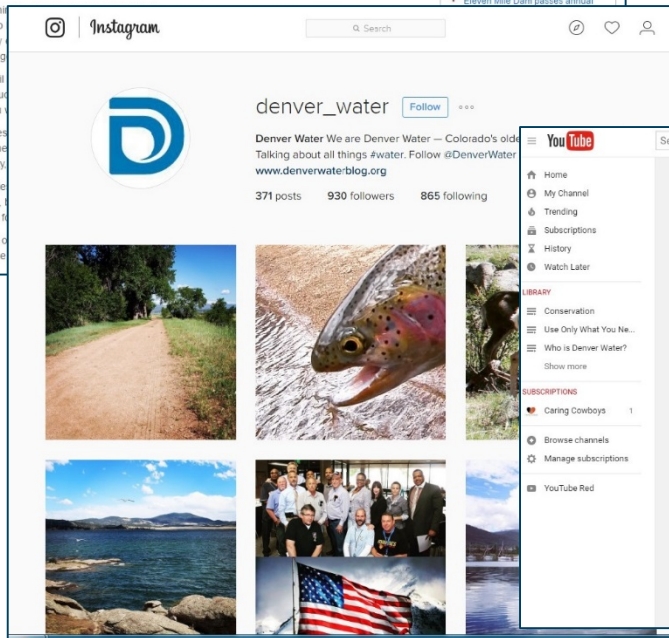 Eleven Mile Dam passes annual
Instagram
Search
denver_water Follow
Denver Water We are Denver Water — Colorado's olde
Talking about all things #water. Follow @DenverWater
www.denverwaterblog.org
371 posts 930 followers 865 following
YouTube
Home
My Channel
Trending
Subscriptions
History
Watch Later
LIBRARY
Conservation
Use Only What You Ne...
Who is Denver Water?
Show more
SUBSCRIPTIONS
Caring Cowboys 1
Browse channels
Manage subscriptions
YouTube Red